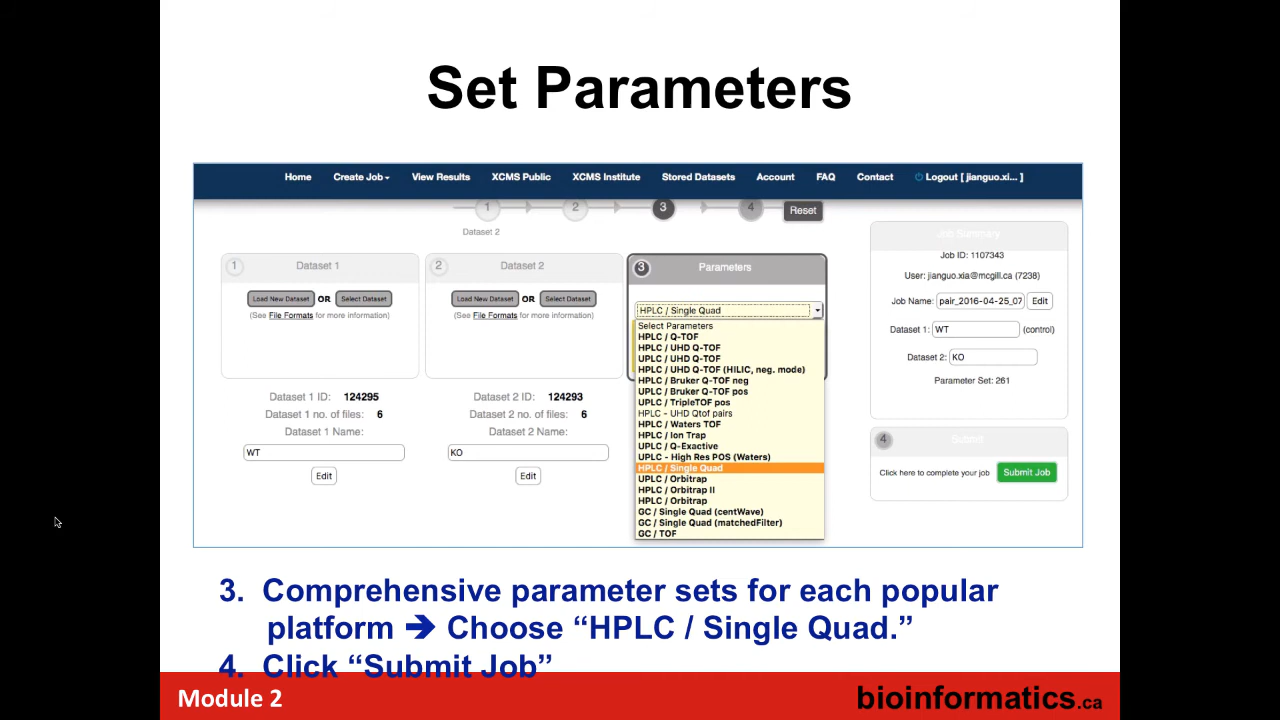 Set Parameters
Home Create Job View Results XCMS Public XCMS Institute Stored Datasets Account FAQ Contact Logout [ jianguo.xi... ]
1 2 3 4 Reset
Dataset 2
1 Dataset 1
Load New Dataset OR Select Dataset
(See File Formats for more information)
Dataset 1 ID: 124295
Dataset 1 no. of files: 6
Dataset 1 Name:
WT
Edit
2 Dataset 2
Load New Dataset OR Select Dataset
(See File Formats for more information)
Dataset 2 ID: 124293
Dataset 2 no. of files: 6
Dataset 2 Name:
KO
Edit
3 Parameters
HPLC / Single Quad
Select Parameters
HPLC / Q-TOF
HPLC / UHD Q-TOF
UPLC / UHD Q-TOF
HPLC / UHD Q-TOF (HILIC, neg. mode)
HPLC / Bruker Q-TOF neg
UPLC / Bruker Q-TOF pos
UPLC / TripleTOF pos
HPLC - UHD Qtof pairs
HPLC / Waters TOF
HPLC / Ion Trap
UPLC / Q-Exactive
UPLC - High Res POS (Waters)
HPLC / Single Quad
UPLC / Orbitrap
HPLC / Orbitrap II
HPLC / Orbitrap
GC / Single Quad (centWave)
GC / Single Quad (matchedFilter)
GC / TOF
Job Summary
Job ID: 1107343
User: jianguo.xia@mcgill.ca (7238)
Job Name: pair_2016-04-25_07 Edit
Dataset 1: WT (control)
Dataset 2: KO
Parameter Set: 261
4 Submit
Click here to complete your job Submit Job
3. Comprehensive parameter sets for each popular
platform ➔ Choose “HPLC / Single Quad.”
4. Click “Submit Job”
Module 2
bioinformatics.ca